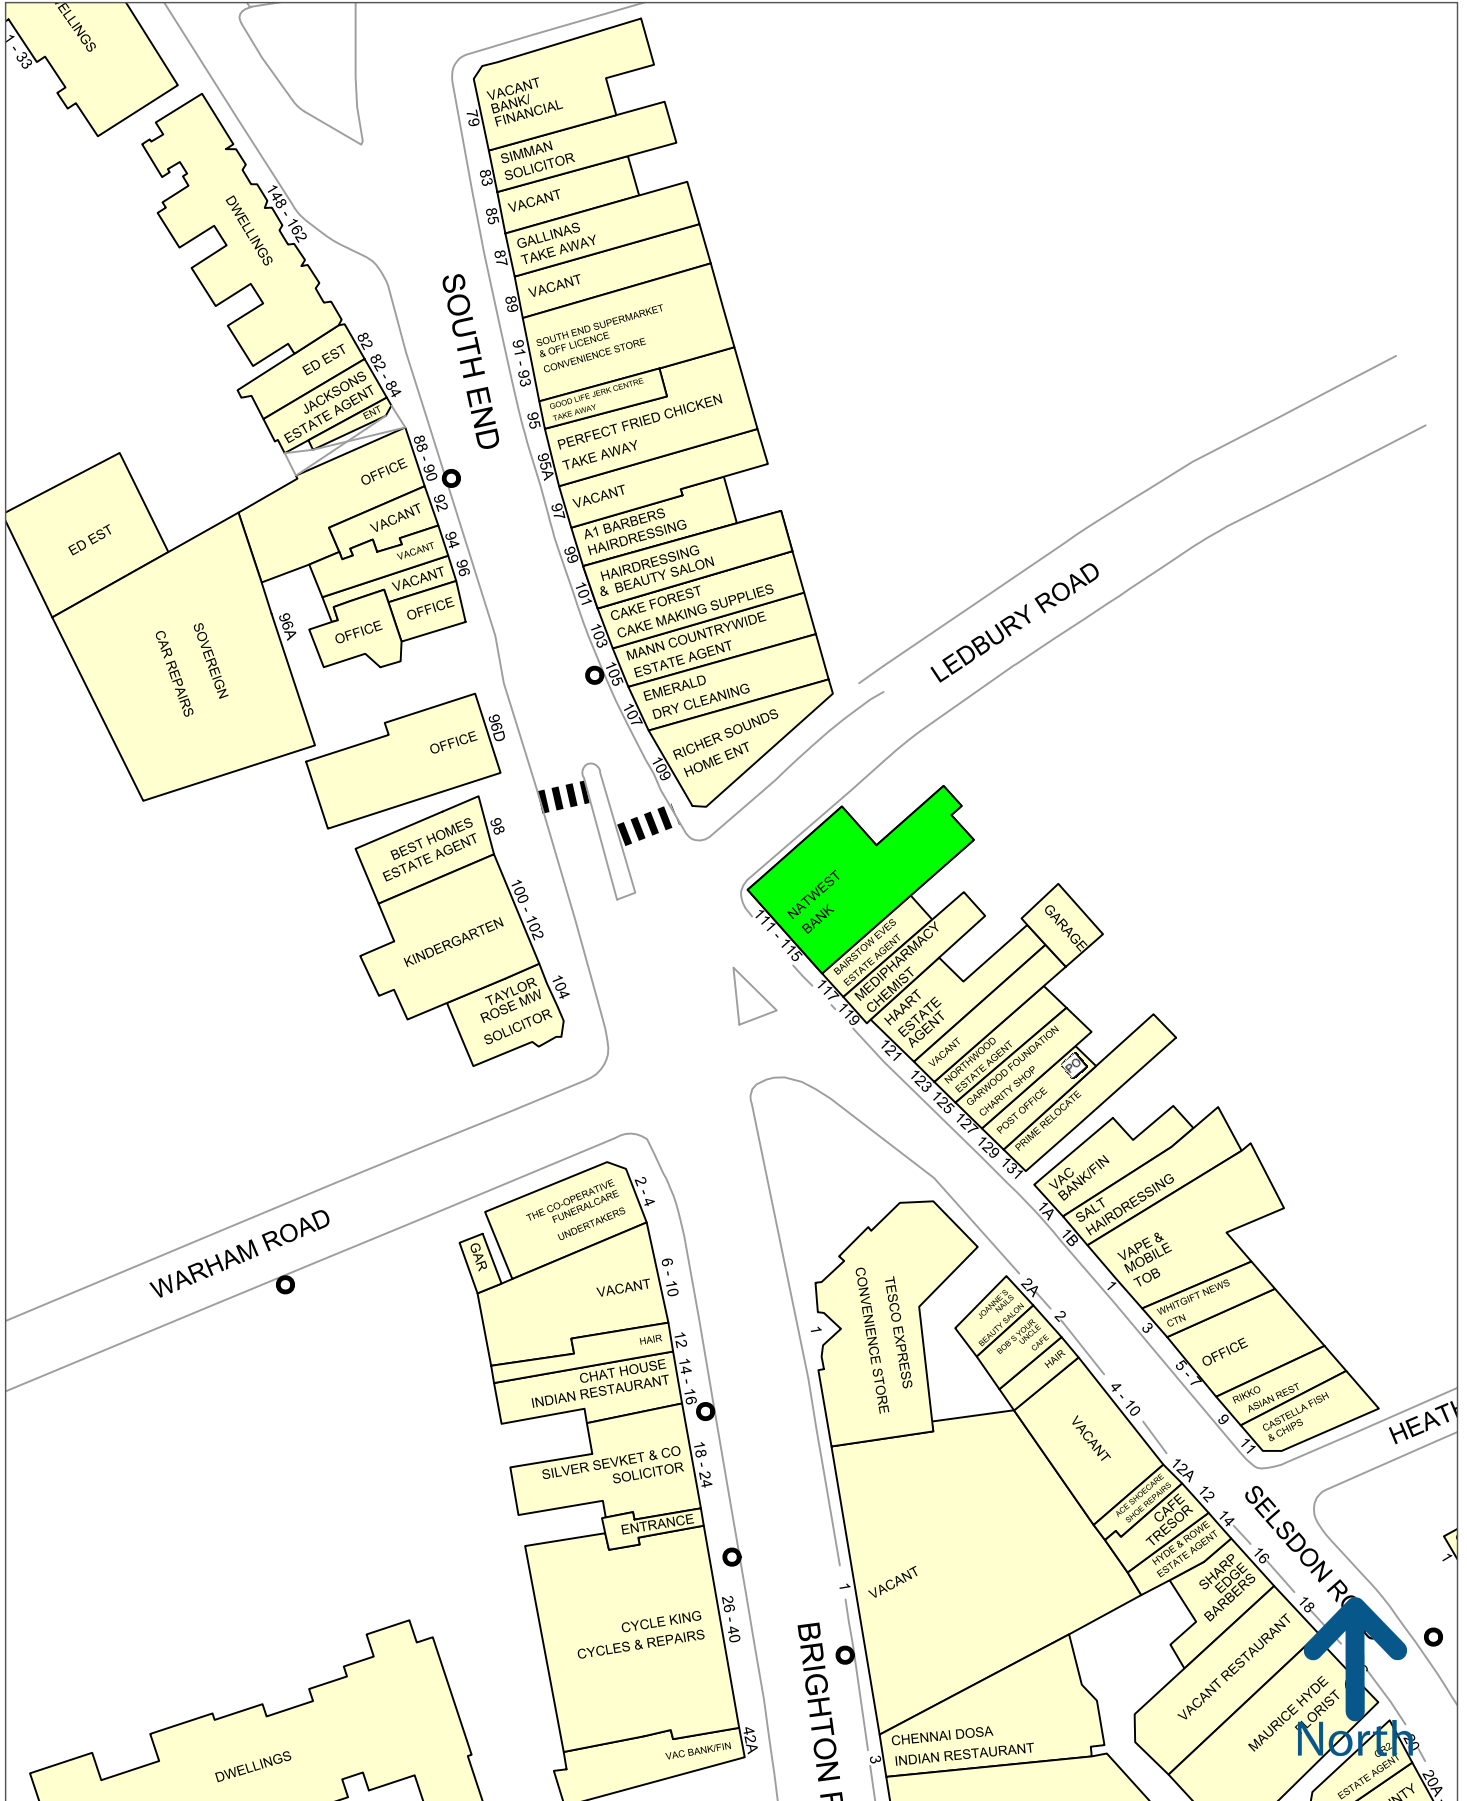 1 - 33
VACANT
BANK/
FINANCIAL
79
SIMMAN
SOLICITOR
83
VACANT
85
GALLINAS
TAKE AWAY
87
VACANT
89
SOUTH END SUPERMARKET
& OFF LICENCE
CONVENIENCE STORE
91 - 93
GOOD LIFE JERK CENTRE
TAKE AWAY
95
PERFECT FRIED CHICKEN
TAKE AWAY
95A
VACANT
97
A1 BARBERS
HAIRDRESSING
99
HAIRDRESSING
& BEAUTY SALON
101
CAKE FOREST
CAKE MAKING SUPPLIES
103
MANN COUNTRYWIDE
ESTATE AGENT
105
EMERALD
DRY CLEANING
107
RICHER SOUNDS
HOME ENT
109
DWELLINGS
148 - 162
SOUTH END
ED EST
82
JACKSONS
ESTATE AGENT
82 - 84
ENT
OFFICE
88 - 90
VACANT
92
VACANT
94
VACANT
96
OFFICE
OFFICE
ED EST
SOVEREIGN
CAR REPAIRS
96A
OFFICE
96D
BEST HOMES
ESTATE AGENT
98
KINDERGARTEN
100 - 102
TAYLOR
ROSE MW
SOLICITOR
104
LEDBURY ROAD
NATWEST
BANK
111 - 115
BAIRSTOW EVES
ESTATE AGENT
117
MEDIPHARMACY
CHEMIST
119
HAART
ESTATE
AGENT
121
GARAGE
VACANT
123
NORTHWOOD
ESTATE AGENT
125
GARWOOD FOUNDATION
CHARITY SHOP
127
POST OFFICE
PO
129
PRIME RELOCATE
131
VAC
BANK/FIN
1A
SALT
HAIRDRESSING
1B
VAPE &
MOBILE
TOB
1
WHITGIFT NEWS
CTN
3
OFFICE
5 - 7
RIKKO
ASIAN REST
9
CASTELLA FISH
& CHIPS
11
WARHAM ROAD
THE CO-OPERATIVE
FUNERALCARE
UNDERTAKERS
2 - 4
GAR
VACANT
6 - 10
HAIR
12
CHAT HOUSE
INDIAN RESTAURANT
14 - 16
SILVER SEVKET & CO
SOLICITOR
18 - 24
ENTRANCE
CYCLE KING
CYCLES & REPAIRS
26 - 40
VAC BANK/FIN
42A
DWELLINGS
TESCO EXPRESS
CONVENIENCE STORE
1
VACANT
1
BRIGHTON
CHENNAI DOSA
INDIAN RESTAURANT
3
JOANNE'S
NAILS
BEAUTY SALON
2A
BOB'S YOUR
UNCLE
CAFE
2
HAIR
VACANT
4 - 10
ACE SHOECARE
SHOE REPAIRS
12A
CAFE
TRESOR
12
HYDE & ROWE
ESTATE AGENT
14
SHARP
EDGE
BARBERS
16
VACANT RESTAURANT
18
MAURICE HYDE
SELSDON
ESTATE AGENT
20A
1
North